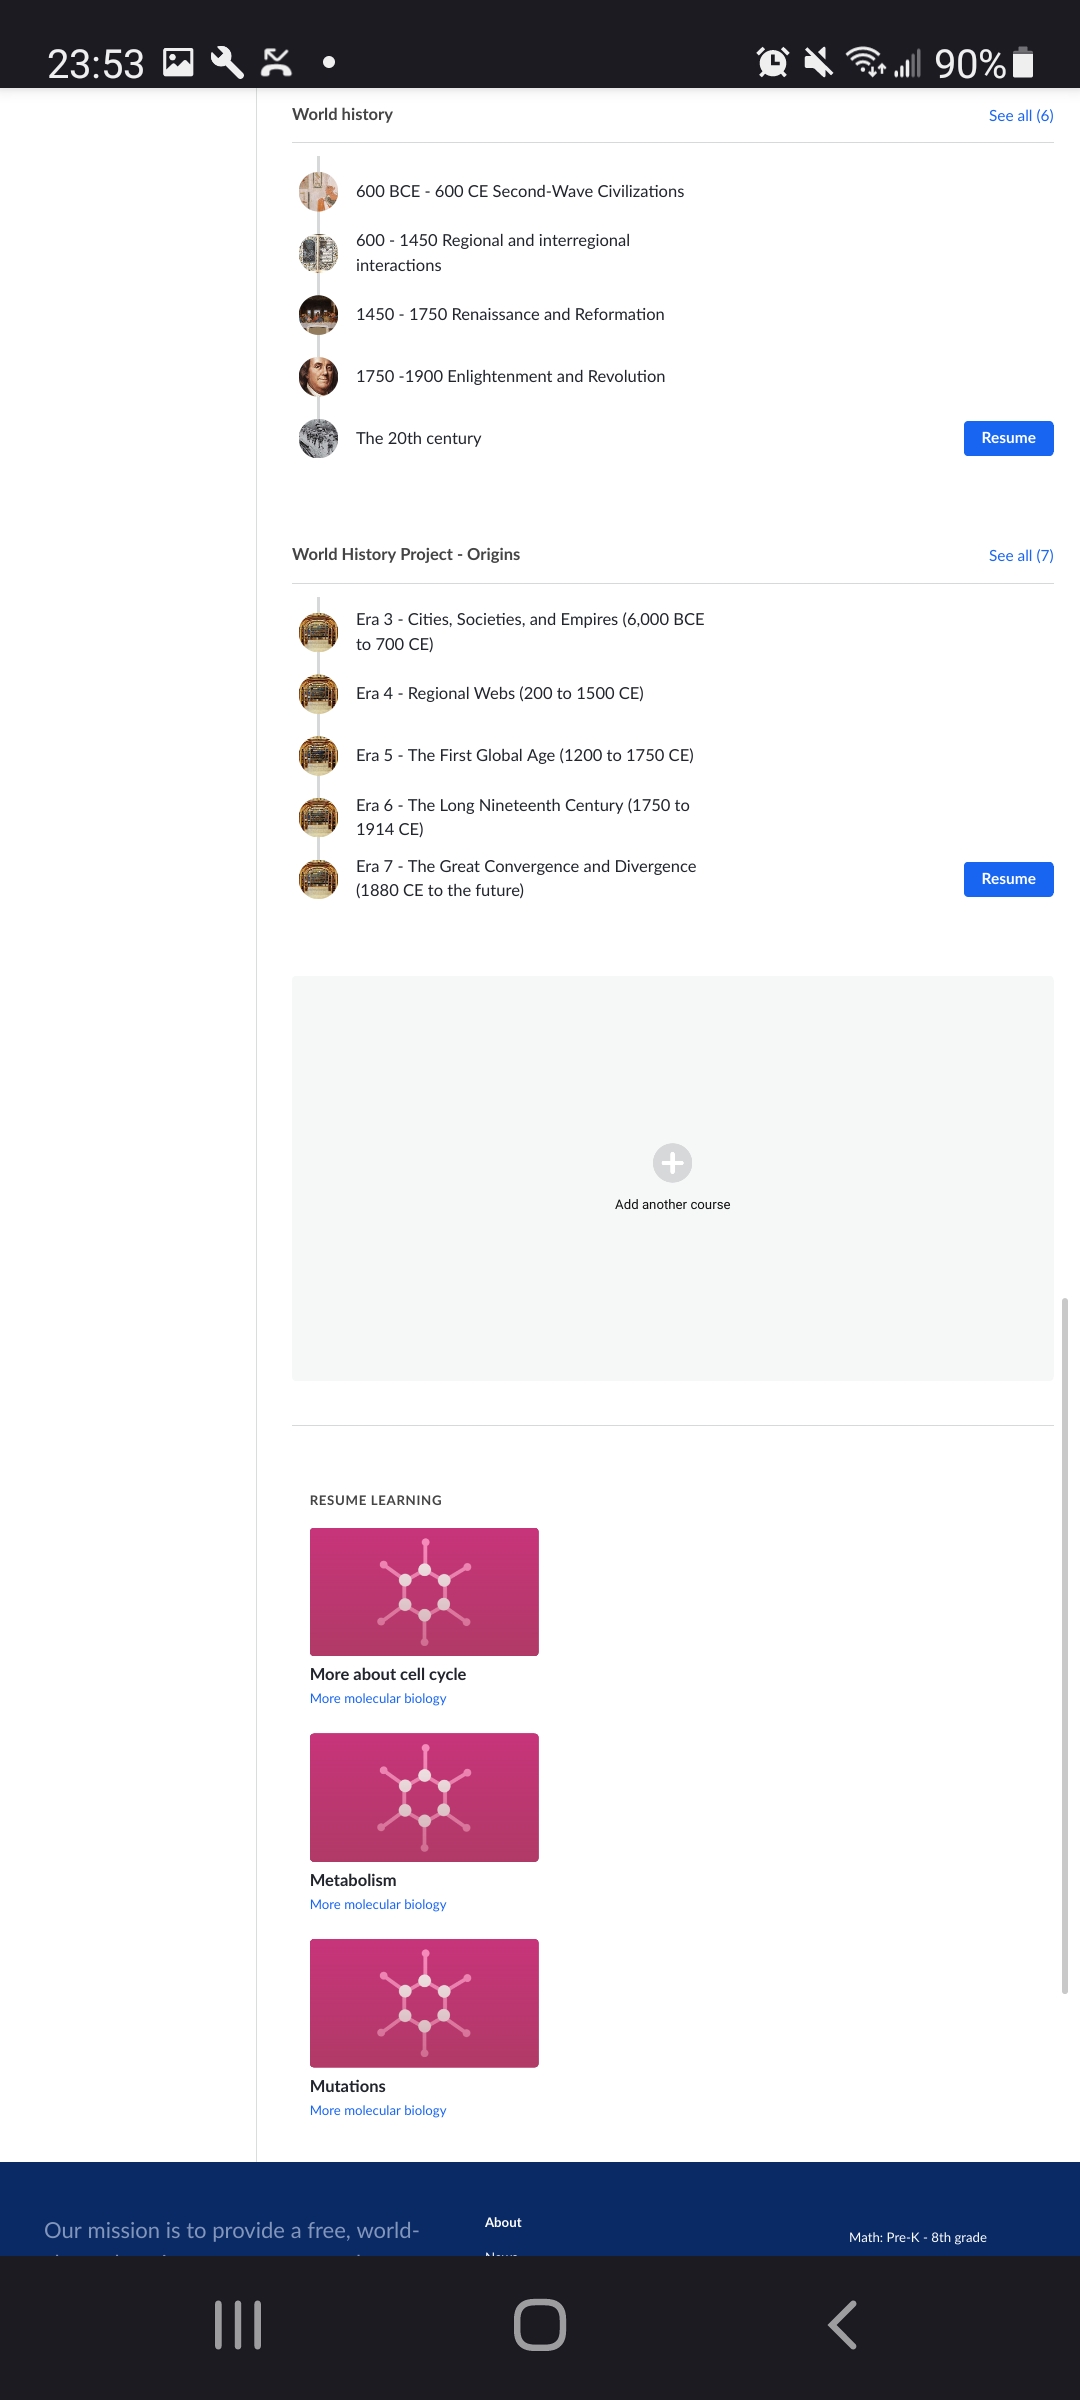 23:53
90%
World history
See all (6)
600 BCE - 600 CE Second-Wave Civilizations
600 - 1450 Regional and interregional
interactions
1450 - 1750 Renaissance and Reformation
1750 -1900 Enlightenment and Revolution
The 20th century
Resume
World History Project - Origins
See all (7)
Era 3 - Cities, Societies, and Empires (6,000 BCE
to 700 CE)
Era 4 - Regional Webs (200 to 1500 CE)
Era 5 - The First Global Age (1200 to 1750 CE)
Era 6 - The Long Nineteenth Century (1750 to
1914 CE)
Era 7 - The Great Convergence and Divergence
(1880 CE to the future)
Resume
Add another course
RESUME LEARNING
More about cell cycle
More molecular biology
Metabolism
More molecular biology
Mutations
More molecular biology
Our mission is to provide a free, world-
About
Math: Pre-K - 8th grade